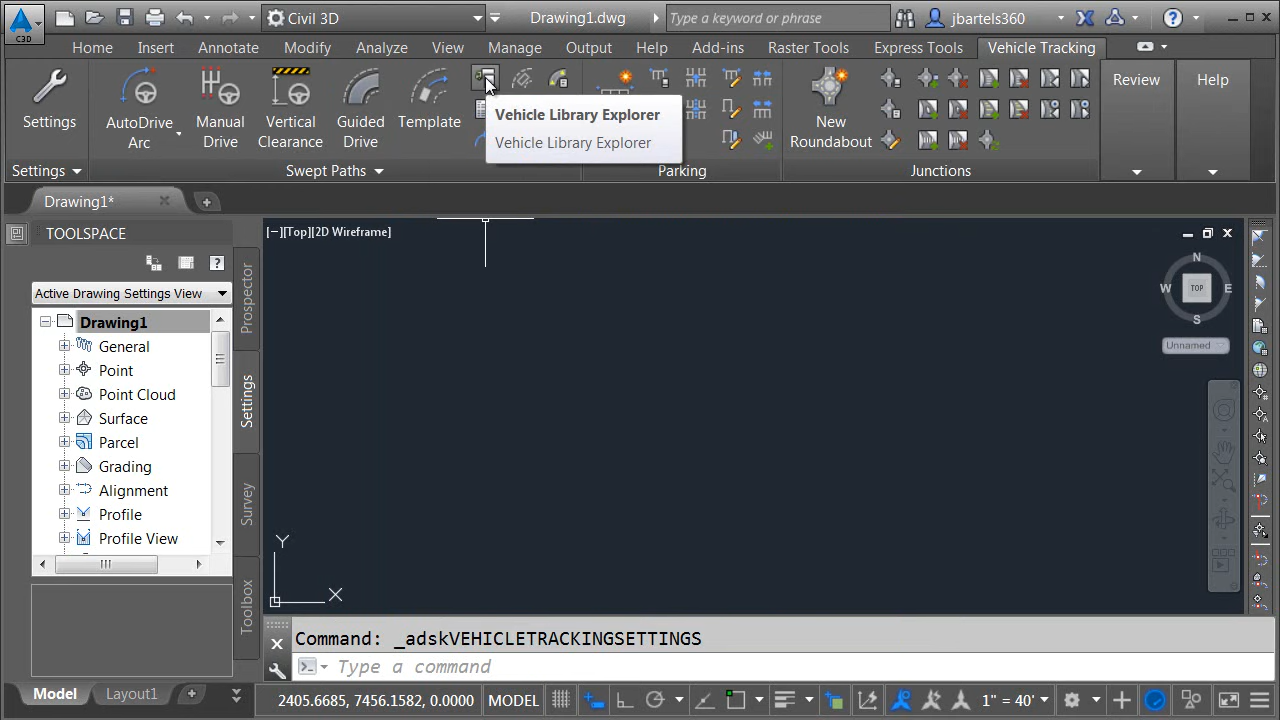 C3D
Civil 3D
Drawing1.dwg
Type a keyword or phrase
jbartels360
Home Insert Annotate Modify Analyze View Manage Output Help Add-ins Raster Tools Express Tools Vehicle Tracking
Settings
AutoDrive
Arc
Manual
Drive
Vertical
Clearance
Guided
Drive
Template
Vehicle Library Explorer
Vehicle Library Explorer
New
Roundabout
Review
Help
Settings
Swept Paths
Parking
Junctions
Drawing1*
TOOLSPACE
Active Drawing Settings View
Drawing1
General
Point
Point Cloud
Surface
Parcel
Grading
Alignment
Profile
Profile View
Prospector
Settings
Survey
Toolbox
[−][Top][2D Wireframe]
N
W TOP E
S
Unnamed
Y
X
Command: _adskVEHICLETRACKINGSETTINGS
Type a command
Model Layout1
2405.6685, 7456.1582, 0.0000 MODEL 1" = 40'